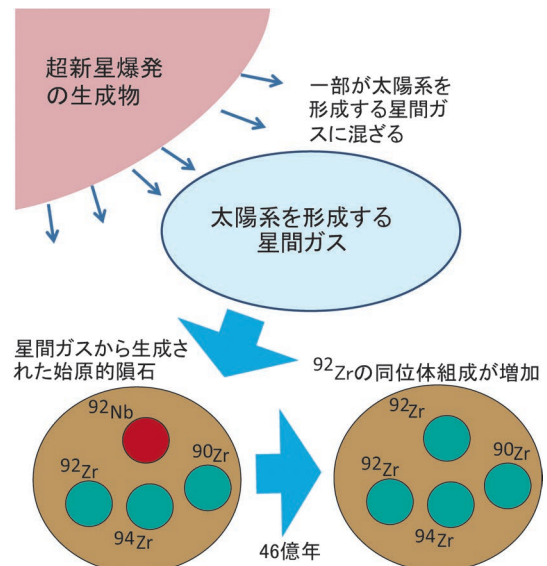 超新星爆発
の生成物
一部が太陽系を
形成する星間ガ
スに混ざる
太陽系を形成する
星間ガス
星間ガスから生成さ
れた始原的隕石
⁹²Zrの同位体組成が増加
⁹²Nb
⁹²Zr
⁹⁰Zr
⁹⁴Zr
46億年
⁹²Zr
⁹²Zr
⁹⁰Zr
⁹⁴Zr